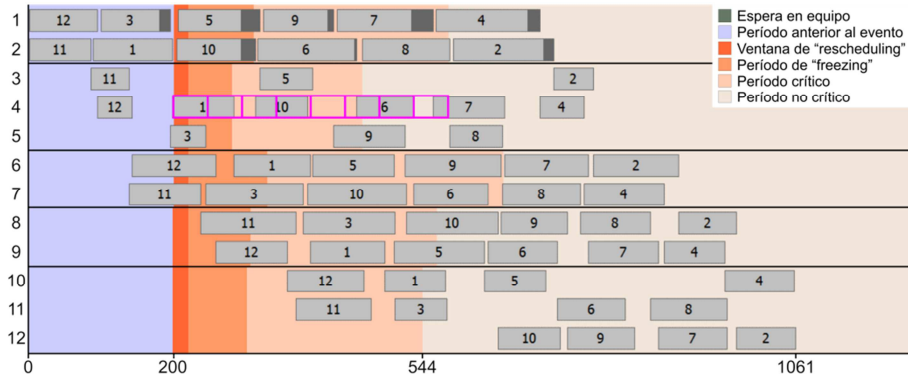 1 12 3 5 9 7 4
2 11 1 10 6 8 2
3 11 5 2
4 12 1 10 6 7 4
5 3 9 8
6 12 1 5 9 7 2
7 11 3 10 6 8 4
8 11 3 10 9 8 2
9 12 1 5 6 7 4
10 12 1 5 4
11 11 3 6 8
12 10 9 7 2
0 200 544 1061
Espera en equipo
Período anterior al evento
Ventana de “rescheduling”
Período de “freezing”
Período crítico
Período no crítico